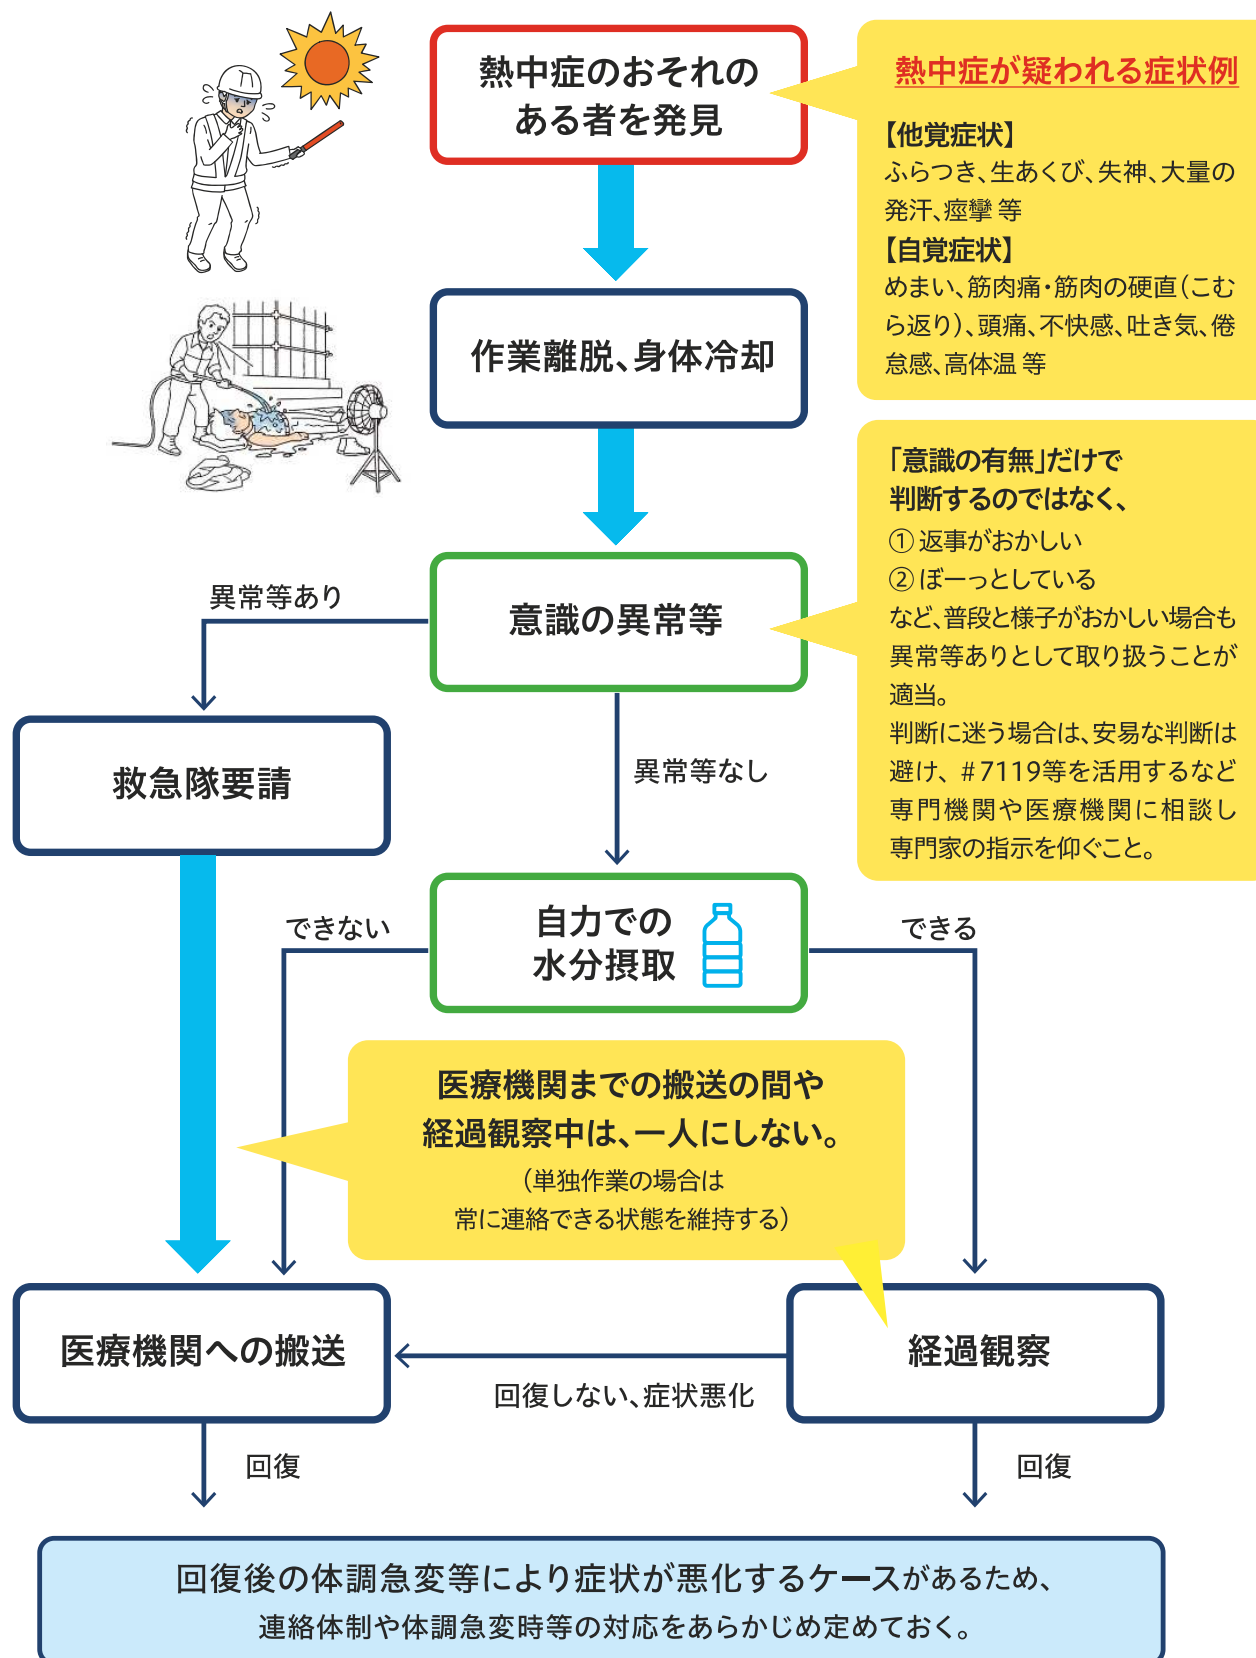 熱中症のおそれの
ある者を発見
熱中症が疑われる症状例
【他覚症状】
ふらつき、生あくび、失神、大量の
発汗、痙攣 等
【自覚症状】
めまい、筋肉痛・筋肉の硬直（こむ
ら返り）、頭痛、不快感、吐き気、倦
怠感、高体温 等
作業離脱、身体冷却
「意識の有無」だけで
判断するのではなく、
① 返事がおかしい
② ぼーっとしている
など、普段と様子がおかしい場合も
異常等ありとして取り扱うことが
適当。
判断に迷う場合は、安易な判断は
避け、＃7119等を活用するなど
専門機関や医療機関に相談し
専門家の指示を仰ぐこと。
意識の異常等
異常等あり
異常等なし
救急隊要請
自力での
水分摂取
できない
できる
医療機関までの搬送の間や
経過観察中は、一人にしない。
（単独作業の場合は
常に連絡できる状態を維持する）
医療機関への搬送
経過観察
回復しない、症状悪化
回復
回復
回復後の体調急変等により症状が悪化するケースがあるため、
連絡体制や体調急変時等の対応をあらかじめ定めておく。